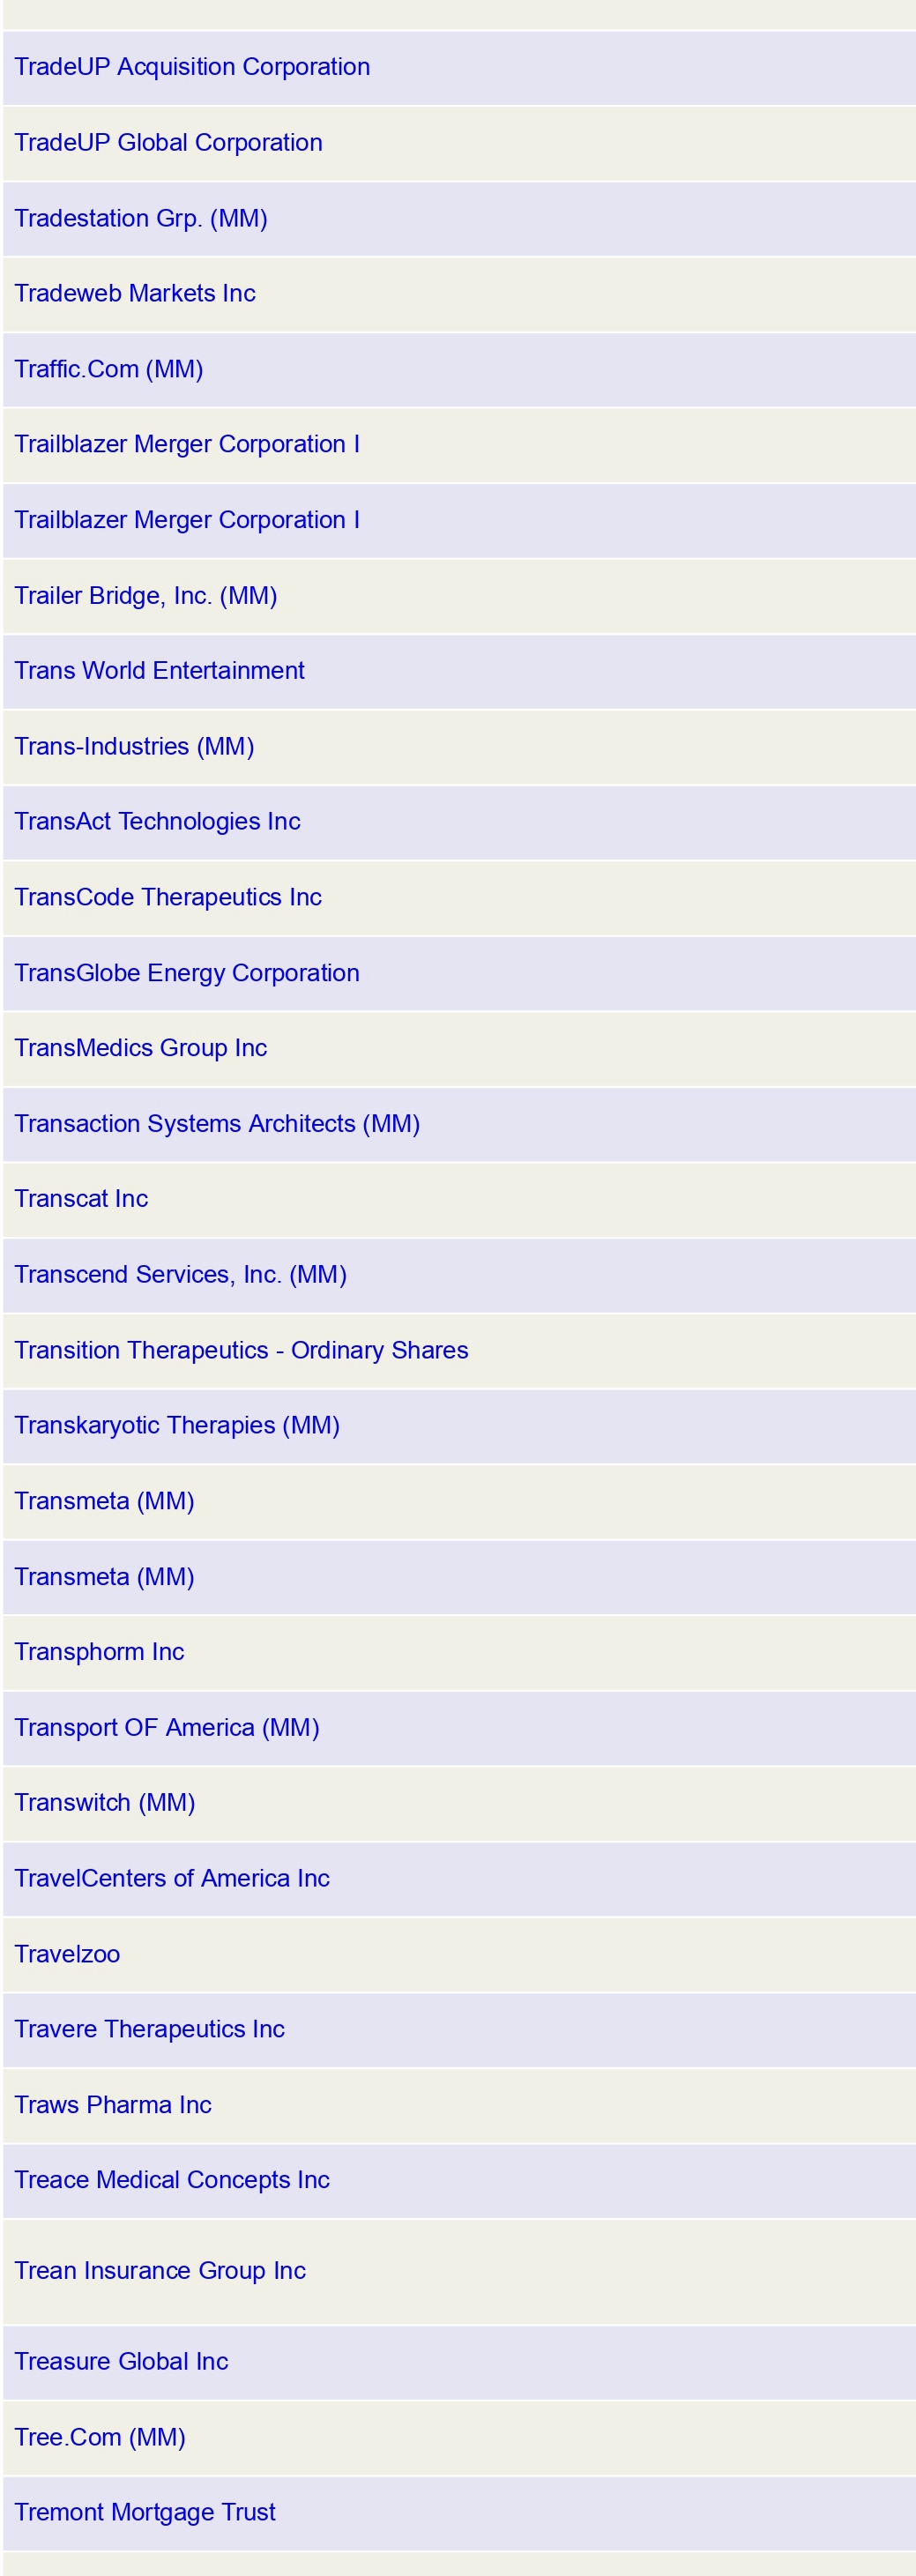 TradeUP Acquisition Corporation
TradeUP Global Corporation
Tradestation Grp. (MM)
Tradeweb Markets Inc
Traffic.Com (MM)
Trailblazer Merger Corporation I
Trailblazer Merger Corporation I
Trailer Bridge, Inc. (MM)
Trans World Entertainment
Trans-Industries (MM)
TransAct Technologies Inc
TransCode Therapeutics Inc
TransGlobe Energy Corporation
TransMedics Group Inc
Transaction Systems Architects (MM)
Transcat Inc
Transcend Services, Inc. (MM)
Transition Therapeutics - Ordinary Shares
Transkaryotic Therapies (MM)
Transmeta (MM)
Transmeta (MM)
Transphorm Inc
Transport OF America (MM)
Transwitch (MM)
TravelCenters of America Inc
Travelzoo
Travere Therapeutics Inc
Traws Pharma Inc
Treace Medical Concepts Inc
Trean Insurance Group Inc
Treasure Global Inc
Tree.Com (MM)
Tremont Mortgage Trust